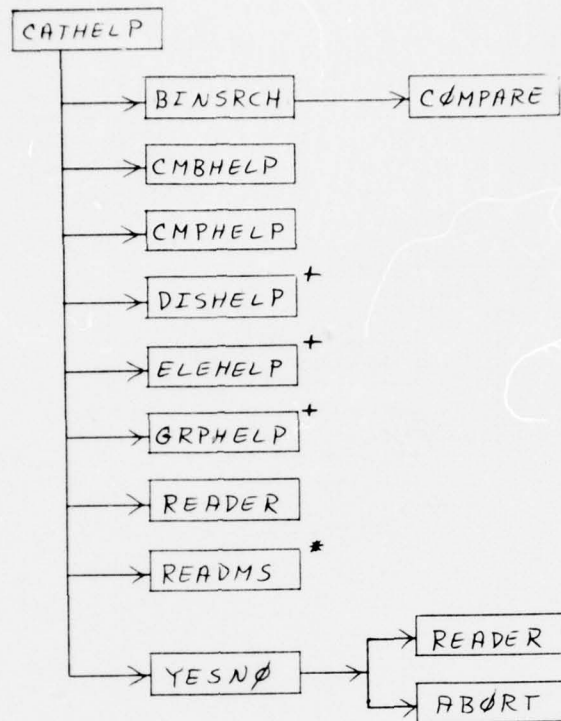 CATHELP
BINSRCH
CØMPARE
CMBHELP
CMPHELP
DISHELP +
ELEHELP +
GRPHELP +
READER
READMS *
YESNØ
READER
ABØRT